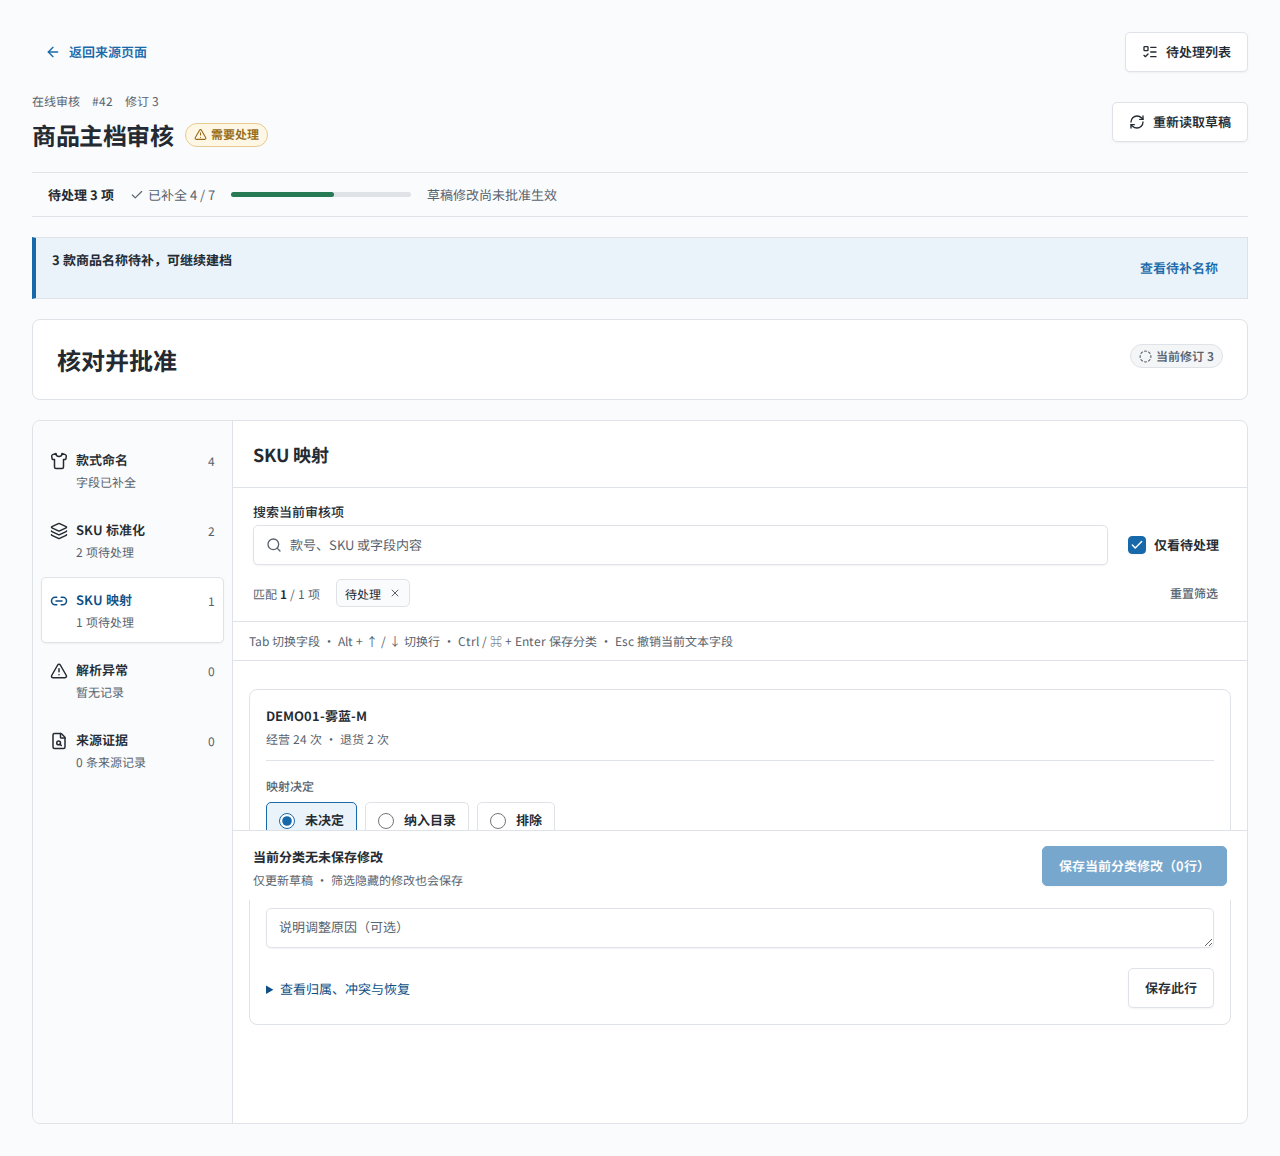 返回来源页面
待处理列表
在线审核 #42 修订 3
商品主档审核 需要处理
重新读取草稿
待处理 3 项 已补全 4 / 7 草稿修改尚未批准生效
3 款商品名称待补，可继续建档
查看待补名称
核对并批准
当前修订 3
款式命名 4
字段已补全
SKU 标准化 2
2 项待处理
SKU 映射 1
1 项待处理
解析异常 0
暂无记录
来源证据 0
0 条来源记录
SKU 映射
搜索当前审核项
款号、SKU 或字段内容
仅看待处理
匹配 1 / 1 项 待处理 ×
重置筛选
Tab 切换字段 • Alt + ↑ / ↓ 切换行 • Ctrl / ⌘ + Enter 保存分类 • Esc 撤销当前文本字段
DEMO01-雾蓝-M
经营 24 次 • 退货 2 次
映射决定
未决定 纳入目录 排除
当前分类无未保存修改
仅更新草稿 • 筛选隐藏的修改也会保存
保存当前分类修改（0行）
说明调整原因（可选）
查看归属、冲突与恢复
保存此行